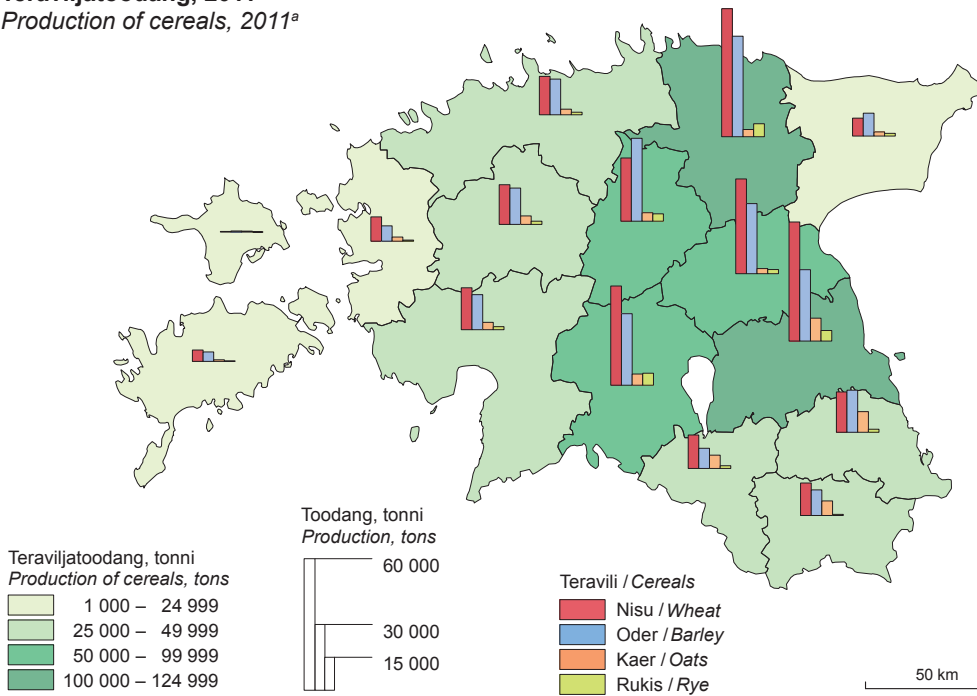 Teraviljatoodang, 2011
Production of cereals, 2011ᵃ
Teraviljatoodang, tonni
Production of cereals, tons
1 000 – 24 999
25 000 – 49 999
50 000 – 99 999
100 000 – 124 999
Toodang, tonni
Production, tons
60 000
30 000
15 000
Teravili / Cereals
Nisu / Wheat
Oder / Barley
Kaer / Oats
Rukis / Rye
50 km